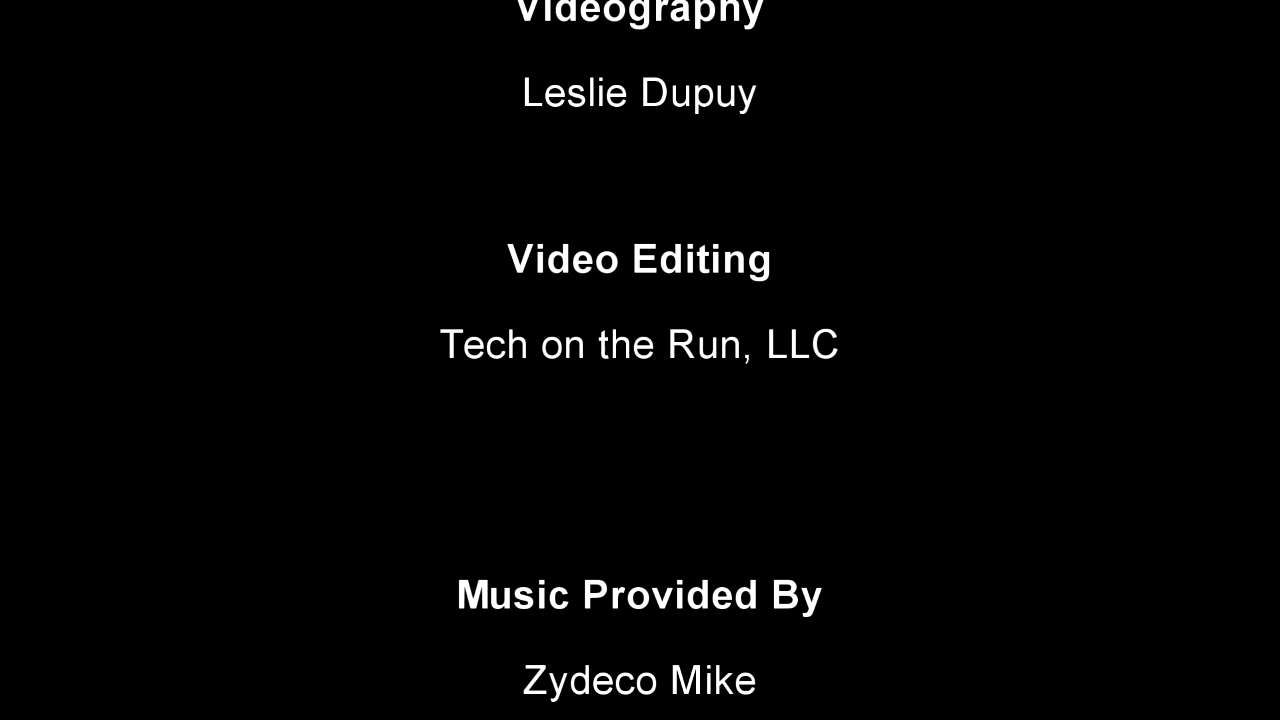 Videography
Leslie Dupuy
Video Editing
Tech on the Run, LLC
Music Provided By
Zydeco Mike